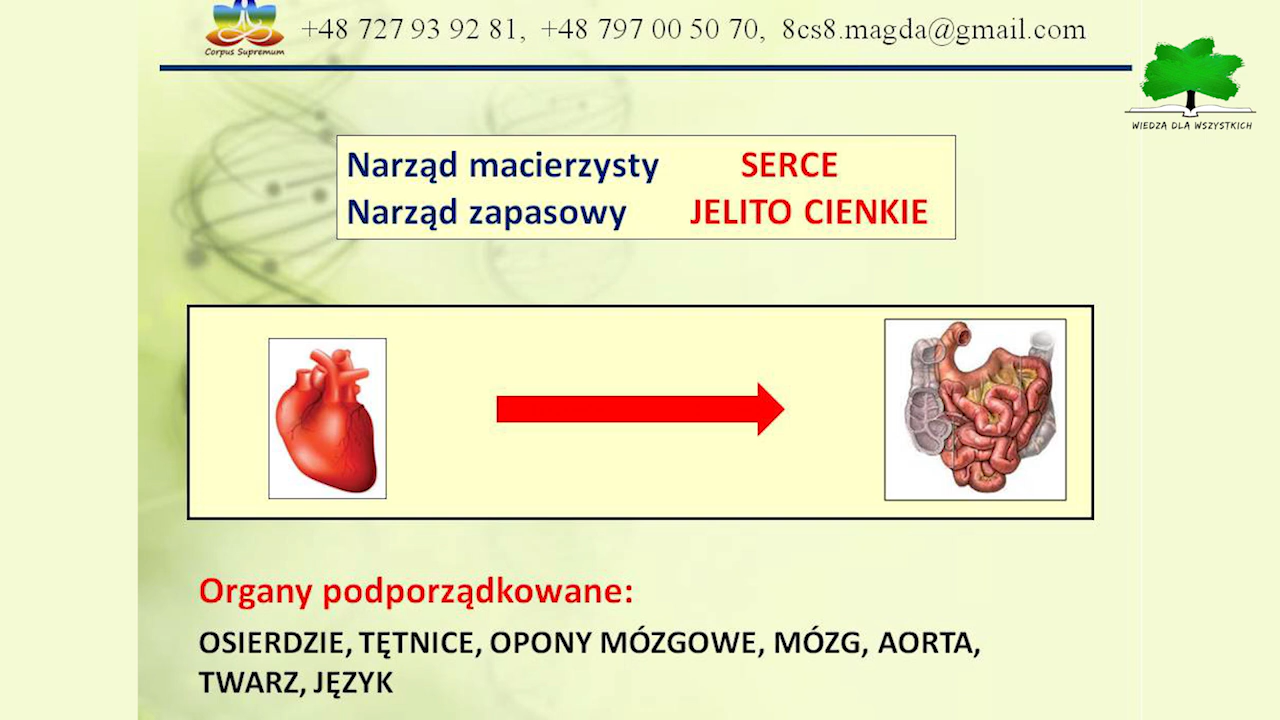 Corpus Supremum
+48 727 93 92 81, +48 797 00 50 70, 8cs8.magda@gmail.com
WIEDZA DLA WSZYSTKICH
Narząd macierzysty SERCE
Narząd zapasowy JELITO CIENKIE
Organy podporządkowane:
OSIERDZIE, TĘTNICE, OPONY MÓZGOWE, MÓZG, AORTA,
TWARZ, JĘZYK